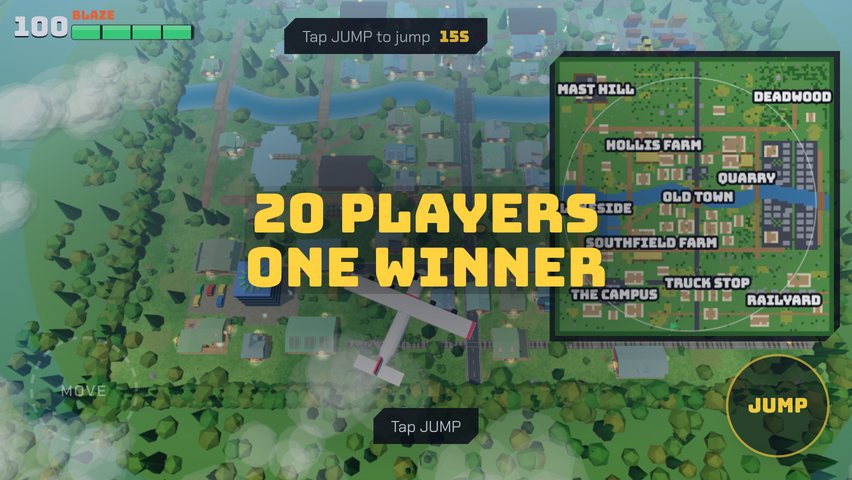 100 BLAZE
Tap JUMP to jump 15S
MAST HILL
DEADWOOD
HOLLIS FARM
QUARRY
OLD TOWN
SOUTHFIELD FARM
TRUCK STOP
THE CAMPUS
RAILYARD
20 PLAYERS
ONE WINNER
MOVE
JUMP
Tap JUMP